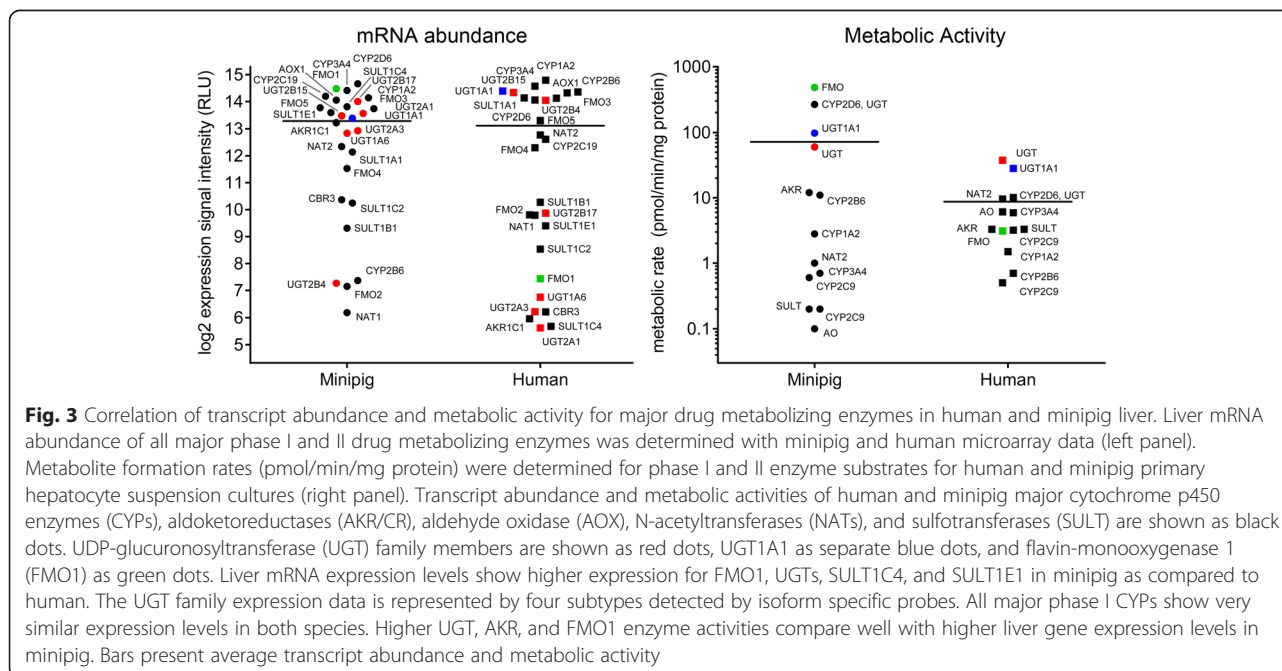 mRNA abundance
log2 expression signal intensity (RLU)
15
14
13
12
11
10
9
8
7
6
5
CYP2D6
CYP3A4
SULT1C4
AOX1
FMO1
UGT2B17
CYP2C19
CYP1A2
UGT2B15
FMO3
FMO5
UGT2A1
SULT1E1
UGT1A1
AKR1C1
UGT2A3
UGT1A6
NAT2
SULT1A1
FMO4
CBR3
SULT1C2
SULT1B1
CYP2B6
UGT2B4
FMO2
NAT1
Minipig
CYP1A2
CYP3A4
UGT2B15
AOX1
CYP2B6
UGT1A1
SULT1A1
UGT2B4
FMO3
CYP2D6
FMO5
NAT2
CYP2C19
FMO4
SULT1B1
FMO2
UGT2B17
NAT1
SULT1E1
SULT1C2
FMO1
UGT1A6
UGT2A3
CBR3
AKR1C1
SULT1C4
UGT2A1
Human
Metabolic Activity
metabolic rate (pmol/min/mg protein)
1000
100
10
1
0.1
FMO
CYP2D6, UGT
UGT1A1
UGT
AKR
CYP2B6
CYP1A2
NAT2
CYP3A4
CYP2C9
SULT
CYP2C9
AO
Minipig
UGT
UGT1A1
NAT2
CYP2D6, UGT
AO
CYP3A4
AKR
SULT
FMO
CYP2C9
CYP1A2
CYP2B6
CYP2C9
Human
Fig. 3 Correlation of transcript abundance and metabolic activity for major drug metabolizing enzymes in human and minipig liver. Liver mRNA
abundance of all major phase I and II drug metabolizing enzymes was determined with minipig and human microarray data (left panel).
Metabolite formation rates (pmol/min/mg protein) were determined for phase I and II enzyme substrates for human and minipig primary
hepatocyte suspension cultures (right panel). Transcript abundance and metabolic activities of human and minipig major cytochrome p450
enzymes (CYPs), aldoketoreductases (AKR/CR), aldehyde oxidase (AOX), N-acetyltransferases (NATs), and sulfotransferases (SULT) are shown as black
dots. UDP-glucuronosyltransferase (UGT) family members are shown as red dots, UGT1A1 as separate blue dots, and flavin-monooxygenase 1
(FMO1) as green dots. Liver mRNA expression levels show higher expression for FMO1, UGTs, SULT1C4, and SULT1E1 in minipig as compared to
human. The UGT family expression data is represented by four subtypes detected by isoform specific probes. All major phase I CYPs show very
similar expression levels in both species. Higher UGT, AKR, and FMO1 enzyme activities compare well with higher liver gene expression levels in
minipig. Bars present average transcript abundance and metabolic activity